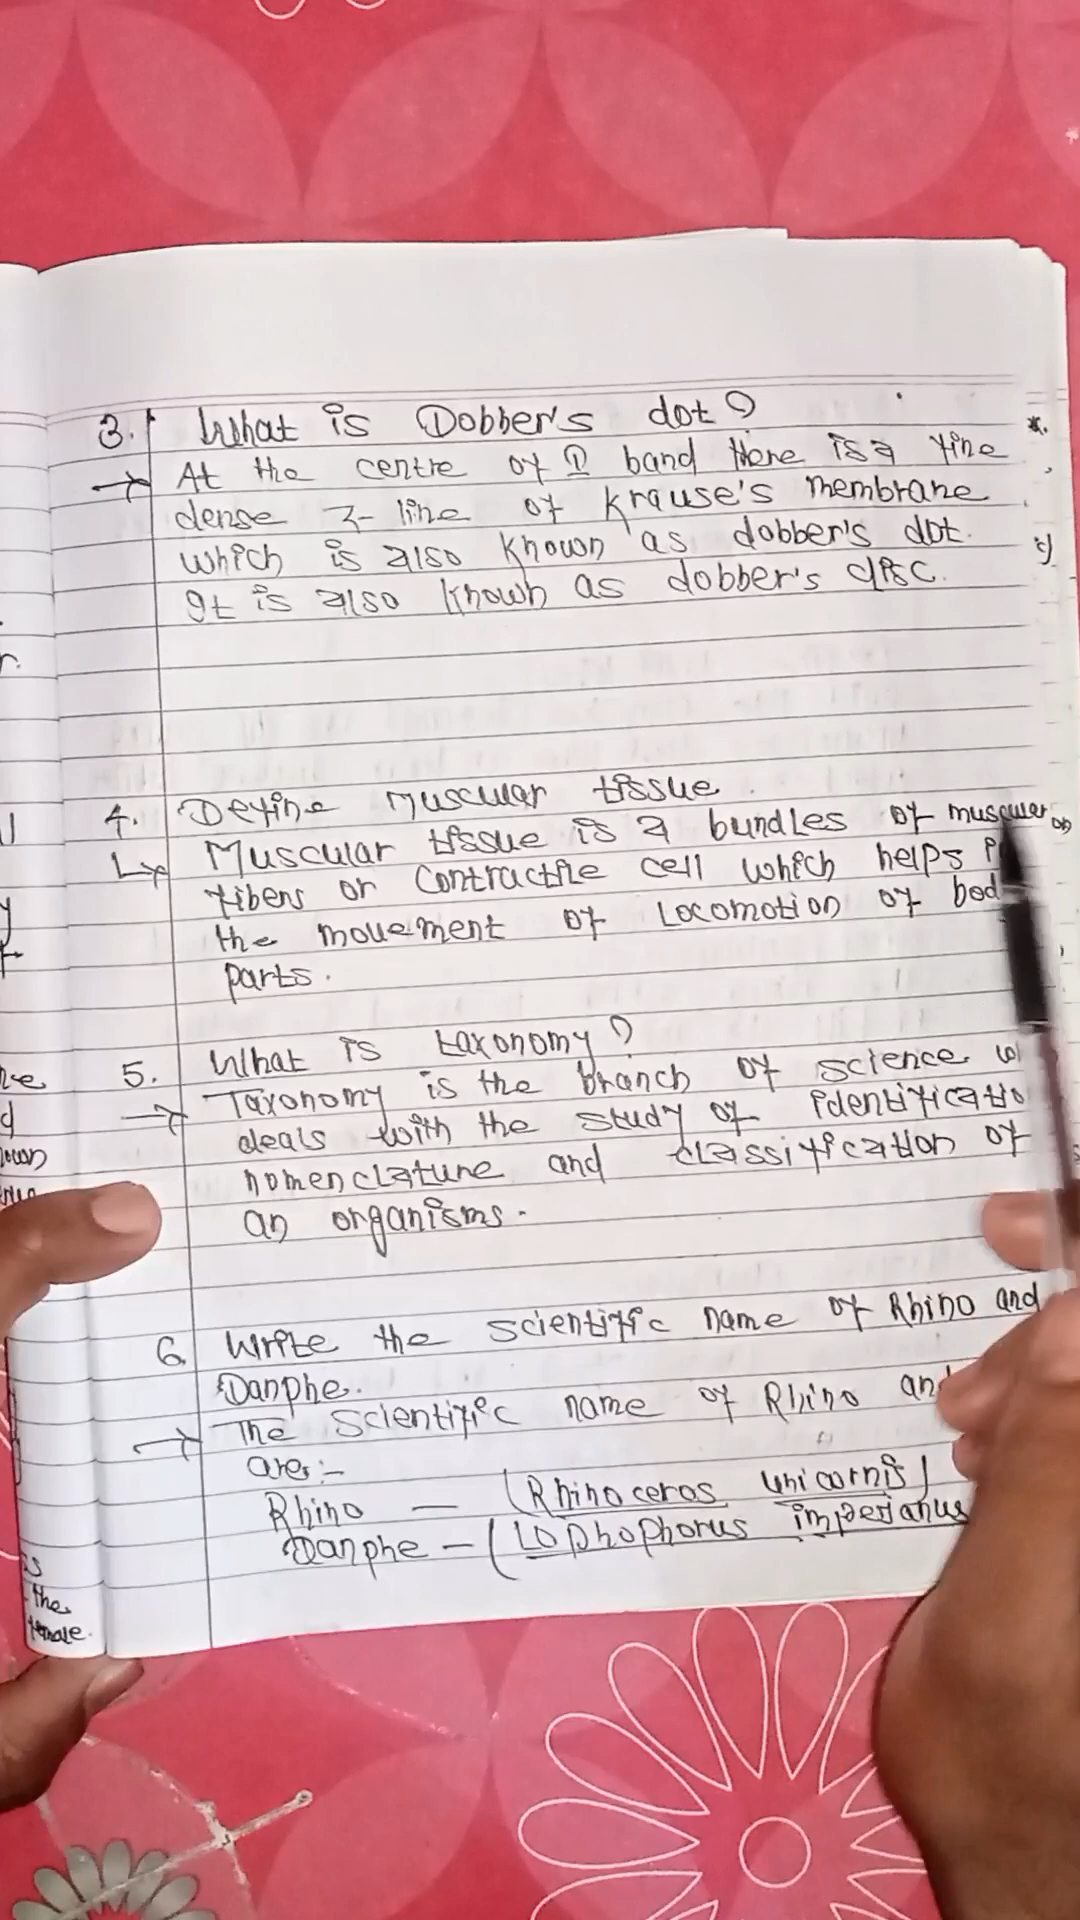 3. What is Dobber's dot?
→ At the centre of I band there is a fine
dense z-line of Krause's membrane
which is also known as dobber's dot.
It is also known as dobber's disc.
4. Define Muscular tissue.
Muscular tissue is a bundles of muscular
fibers or contractile cell which helps
the movement of Locomotion of bod
parts.
5. What is taxonomy?
→ Taxonomy is the branch of science
deals with the study of identificatio
nomenclature and classification of
an organisms.
6. Write the scientific name of Rhino and
Danphe.
→ The scientific name of Rhino and
are:-
Rhino — (Rhinoceros unicornis)
Danphe — (Lophophorus impejanus
the
female.